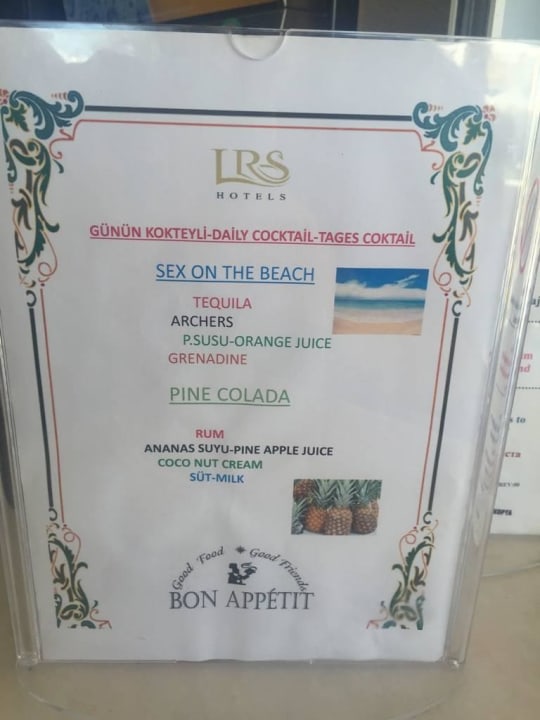 LRS
HOTELS
GÜNÜN KOKTEYLİ-DAİLY COCKTAİL-TAGES COKTAİL
SEX ON THE BEACH
TEQUILA
ARCHERS
P.SUSU-ORANGE JUICE
GRENADINE
PINE COLADA
RUM
ANANAS SUYU-PINE APPLE JUICE
COCO NUT CREAM
SÜT-MILK
Good Food Good Friends
BON APPÉTIT